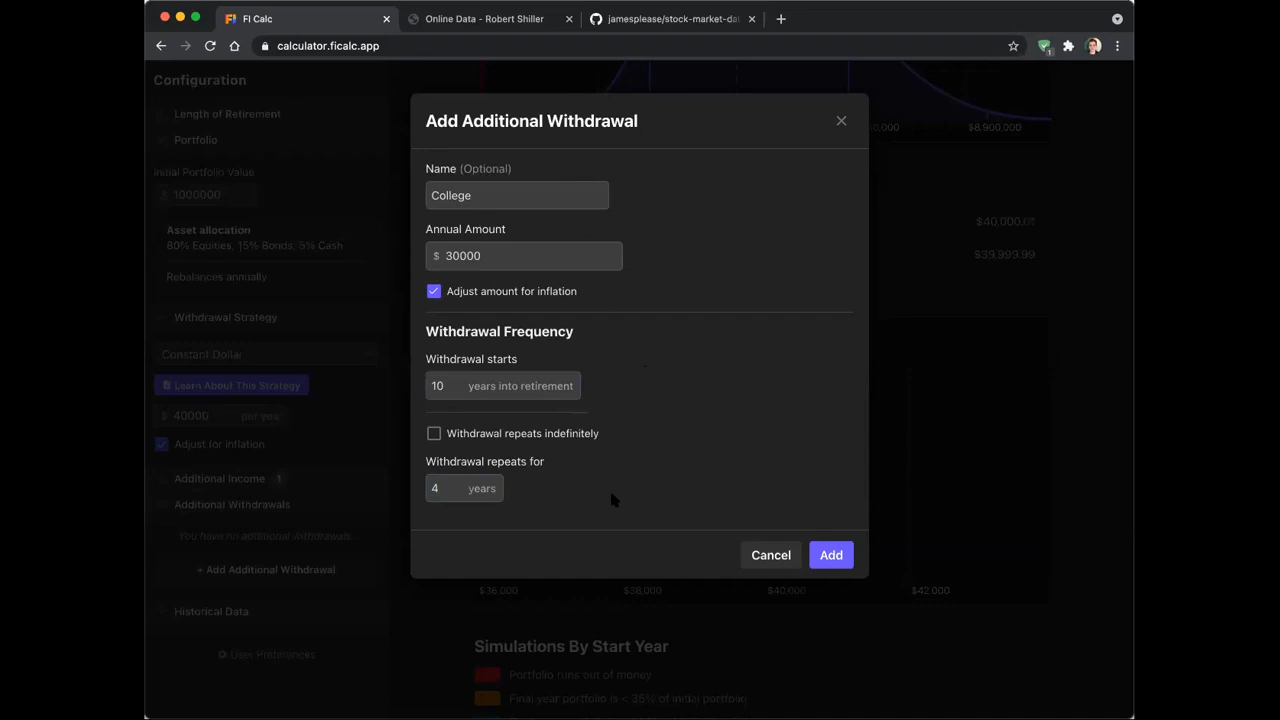 FI Calc
Online Data - Robert Shiller
jamesplease/stock-market-da
calculator.ficalc.app
1
Configuration
Length of Retirement
Portfolio
Initial Portfolio Value
$ 1000000
Asset allocation
80% Equities, 15% Bonds, 5% Cash
Rebalances annually
Withdrawal Strategy
Constant Dollar
Learn About This Strategy
$ 40000 per year
Adjust for inflation
Additional Income 1
Additional Withdrawals
You have no additional withdrawals.
+ Add Additional Withdrawal
Historical Data
User Preferences
Add Additional Withdrawal
Name (Optional)
College
Annual Amount
$ 30000
Adjust amount for inflation
Withdrawal Frequency
Withdrawal starts
10 years into retirement
Withdrawal repeats indefinitely
Withdrawal repeats for
4 years
Cancel
Add
$8,900,000
$39,999.99
$36,000
$38,000
$40,000
$42,000
Simulations By Start Year
Portfolio runs out of money
Final year portfolio is < 35% of initial portfolio